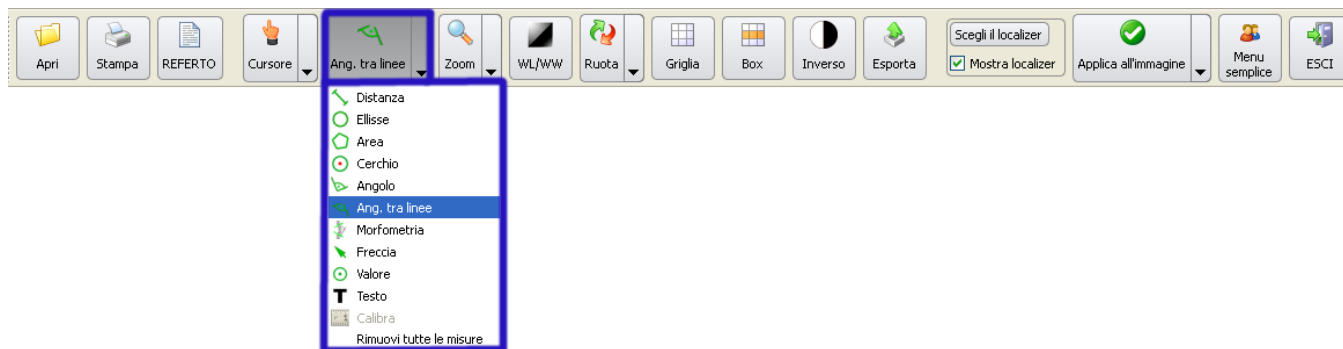 Apri
Stampa
REFERTO
Cursore
Ang. tra linee
Zoom
WL/WW
Ruota
Griglia
Box
Inverso
Esporta
Scegli il localizer
Mostra localizer
Applica all'immagine
Menu
semplice
ESCI
Distanza
Ellisse
Area
Cerchio
Angolo
Ang. tra linee
Morfometria
Freccia
Valore
Testo
Calibra
Rimuovi tutte le misure